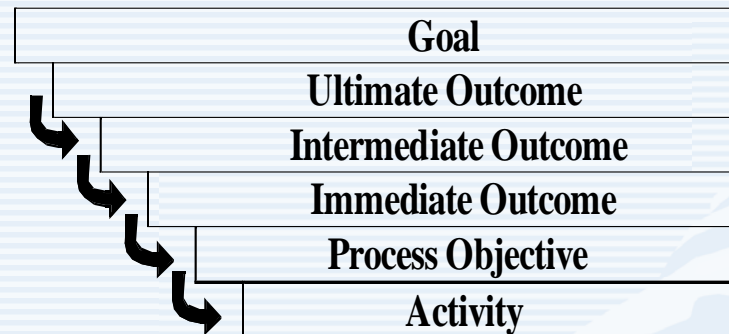 Goal
Ultimate Outcome
Intermediate Outcome
Immediate Outcome
Process Objective
Activity